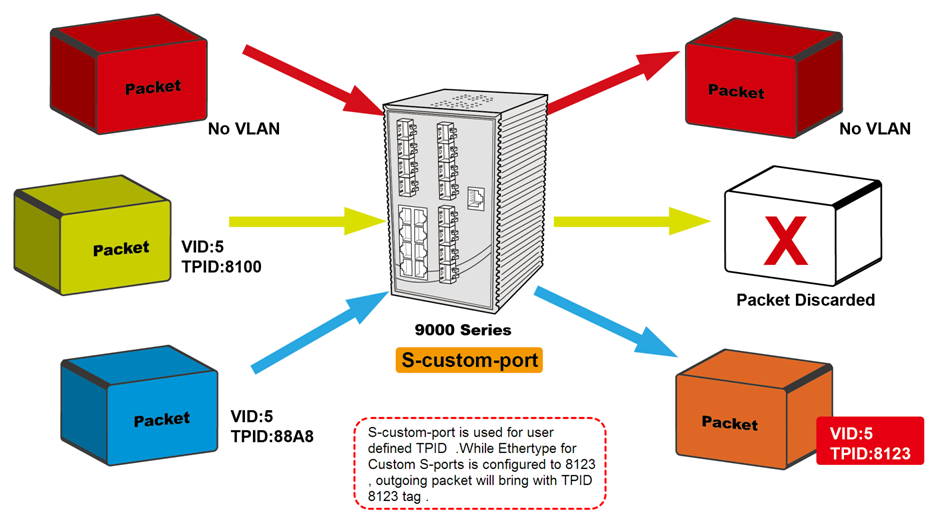 Packet
No VLAN
Packet
No VLAN
Packet
VID:5
TPID:8100
X
Packet Discarded
9000 Series
S-custom-port
Packet
VID:5
TPID:88A8
Packet
VID:5
TPID:8123
S-custom-port is used for user
defined TPID .While Ethertype for
Custom S-ports is configured to 8123
, outgoing packet will bring with TPID
8123 tag .